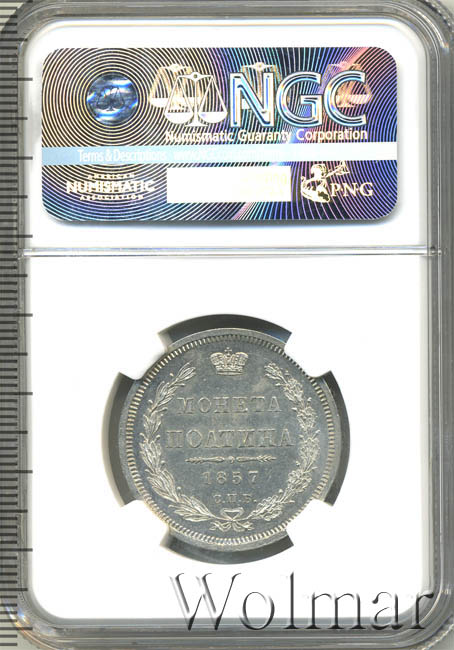 NGC
Numismatic Guaranty Corporation
Terms & Descriptions
AMERICAN
NUMISMATIC
ASSOCIATION
PNG
МОНЕТА
ПОЛТИНА
1857
С.П.Б.
Wolmar